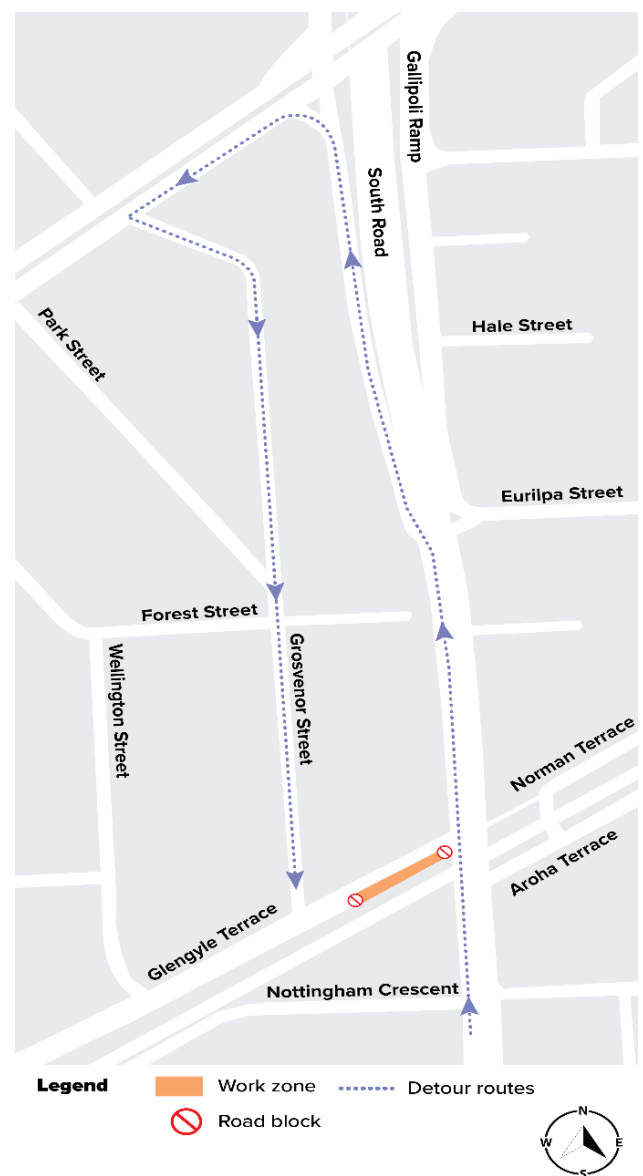 Gallipoli Ramp
South Road
Hale Street
Park Street
Eurilpa Street
Forest Street
Wellington Street
Grosvenor Street
Norman Terrace
Aroha Terrace
Glengyle Terrace
Nottingham Crescent
Legend
Work zone
Detour routes
Road block
N
W
E
S